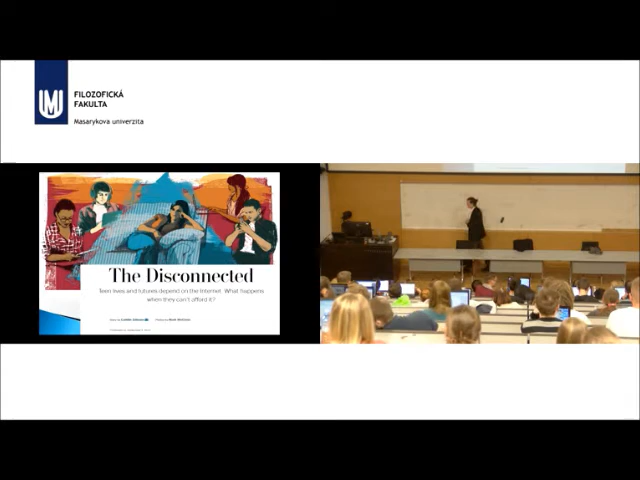 FILOZOFICKÁ
FAKULTA
Masarykova univerzita
The Disconnected
Teen lives and futures depend on the Internet. What happens
when they can't afford it?